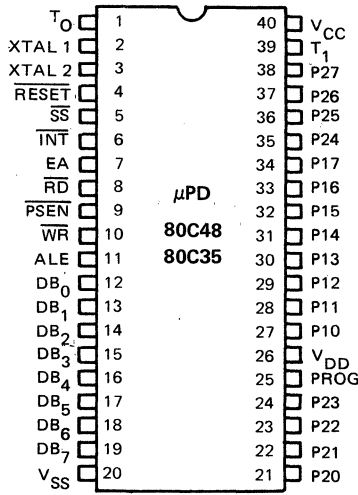 T0 1 40 VCC
XTAL 1 2 39 T1
XTAL 2 3 38 P27
RESET 4 37 P26
SS 5 36 P25
INT 6 35 P24
EA 7 34 P17
RD 8 33 P16
PSEN 9 32 P15
WR 10 31 P14
ALE 11 30 P13
DB0 12 29 P12
DB1 13 28 P11
DB2 14 27 P10
DB3 15 26 VDD
DB4 16 25 PROG
DB5 17 24 P23
DB6 18 23 P22
DB7 19 22 P21
VSS 20 21 P20
μPD
80C48
80C35